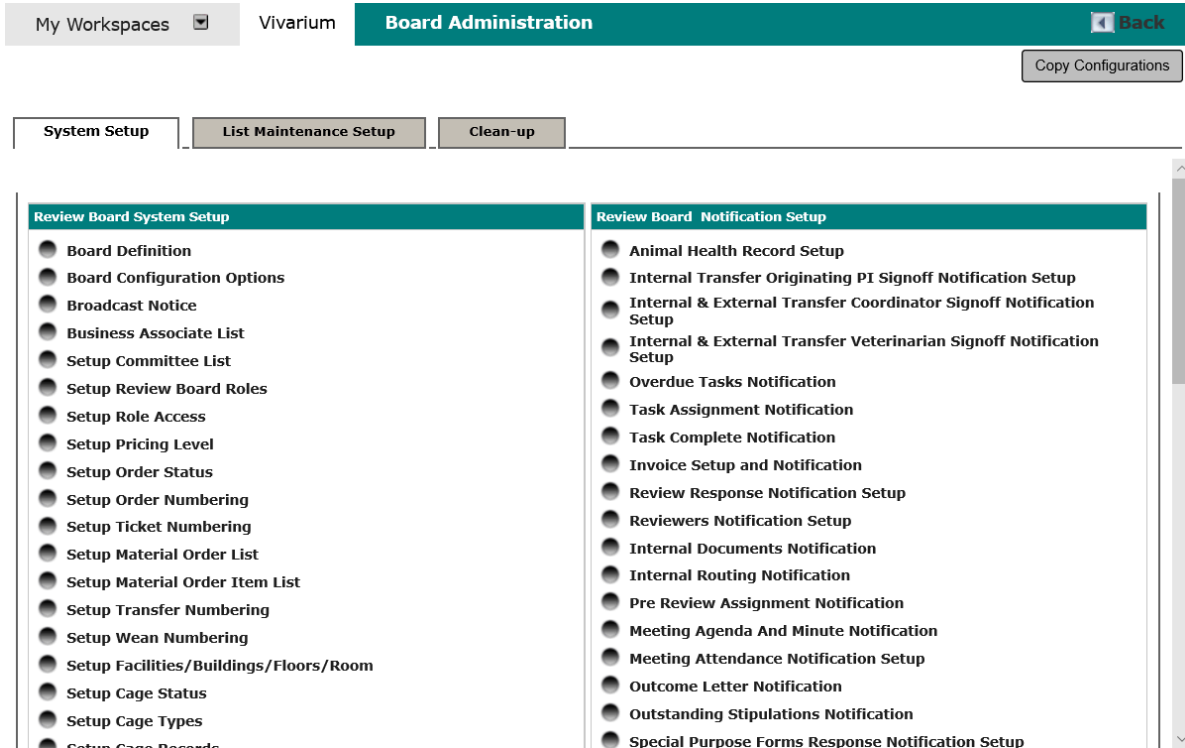 My Workspaces
Vivarium
Board Administration
Back
Copy Configurations
System Setup
List Maintenance Setup
Clean-up
Review Board System Setup
Board Definition
Board Configuration Options
Broadcast Notice
Business Associate List
Setup Committee List
Setup Review Board Roles
Setup Role Access
Setup Pricing Level
Setup Order Status
Setup Order Numbering
Setup Ticket Numbering
Setup Material Order List
Setup Material Order Item List
Setup Transfer Numbering
Setup Wean Numbering
Setup Facilities/Buildings/Floors/Room
Setup Cage Status
Setup Cage Types
Setup Cage Records
Review Board Notification Setup
Animal Health Record Setup
Internal Transfer Originating PI Signoff Notification Setup
Internal & External Transfer Coordinator Signoff Notification
Setup
Internal & External Transfer Veterinarian Signoff Notification
Setup
Overdue Tasks Notification
Task Assignment Notification
Task Complete Notification
Invoice Setup and Notification
Review Response Notification Setup
Reviewers Notification Setup
Internal Documents Notification
Internal Routing Notification
Pre Review Assignment Notification
Meeting Agenda And Minute Notification
Meeting Attendance Notification Setup
Outcome Letter Notification
Outstanding Stipulations Notification
Special Purpose Forms Response Notification Setup